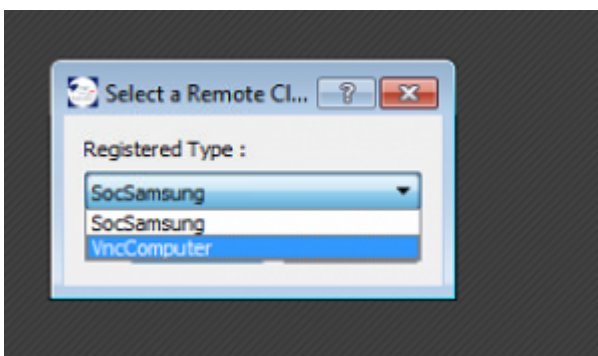 Select a Remote Cl...
Registered Type :
SocSamsung
SocSamsung
VncComputer